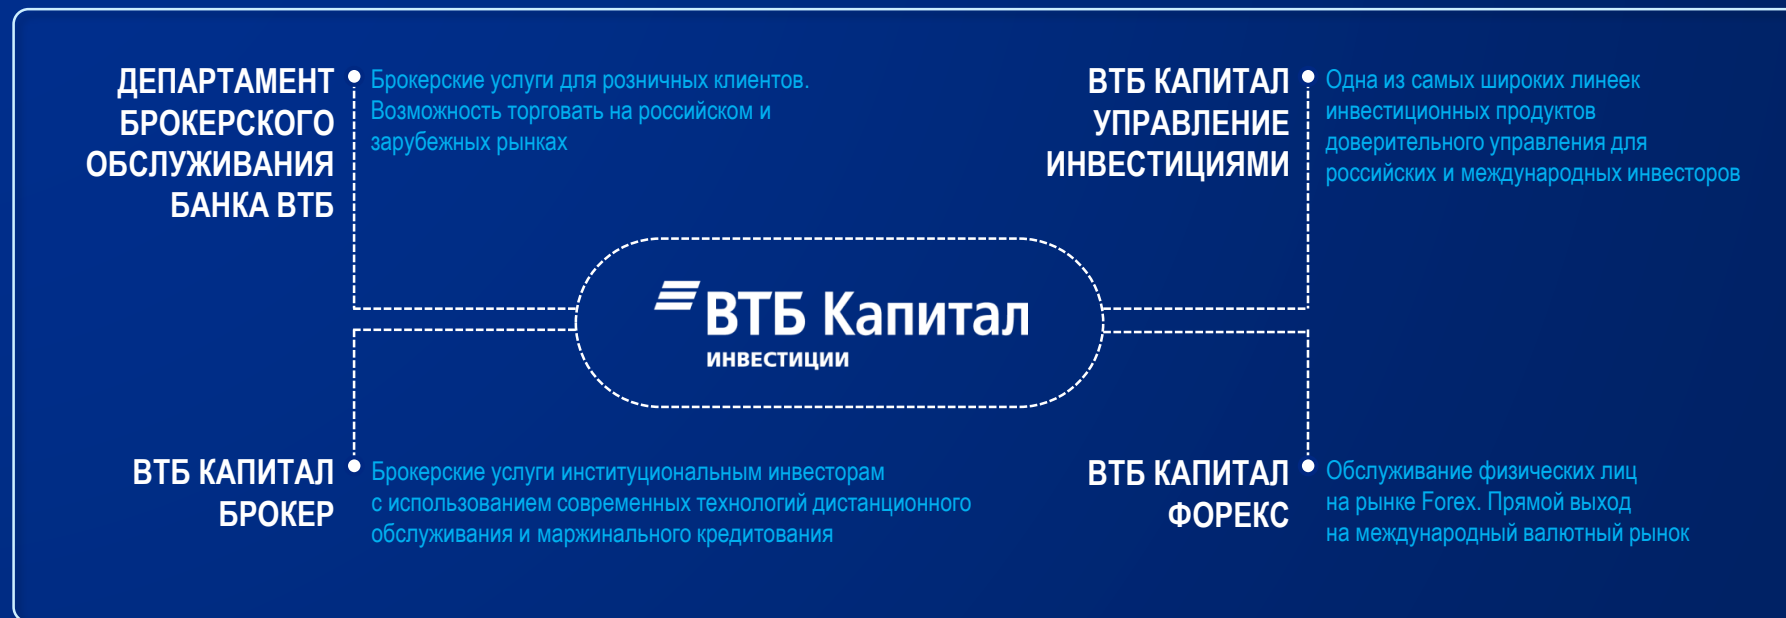 ДЕПАРТАМЕНТ
БРОКЕРСКОГО
ОБСЛУЖИВАНИЯ
БАНКА ВТБ
Брокерские услуги для розничных клиентов.
Возможность торговать на российском и
зарубежных рынках
ВТБ КАПИТАЛ
УПРАВЛЕНИЕ
ИНВЕСТИЦИЯМИ
Одна из самых широких линеек
инвестиционных продуктов
доверительного управления для
российских и международных инвесторов
ВТБ Капитал
ИНВЕСТИЦИИ
ВТБ КАПИТАЛ
БРОКЕР
Брокерские услуги институциональным инвесторам
с использованием современных технологий дистанционного
обслуживания и маржинального кредитования
ВТБ КАПИТАЛ
ФОРЕКС
Обслуживание физических лиц
на рынке Forex. Прямой выход
на международный валютный рынок